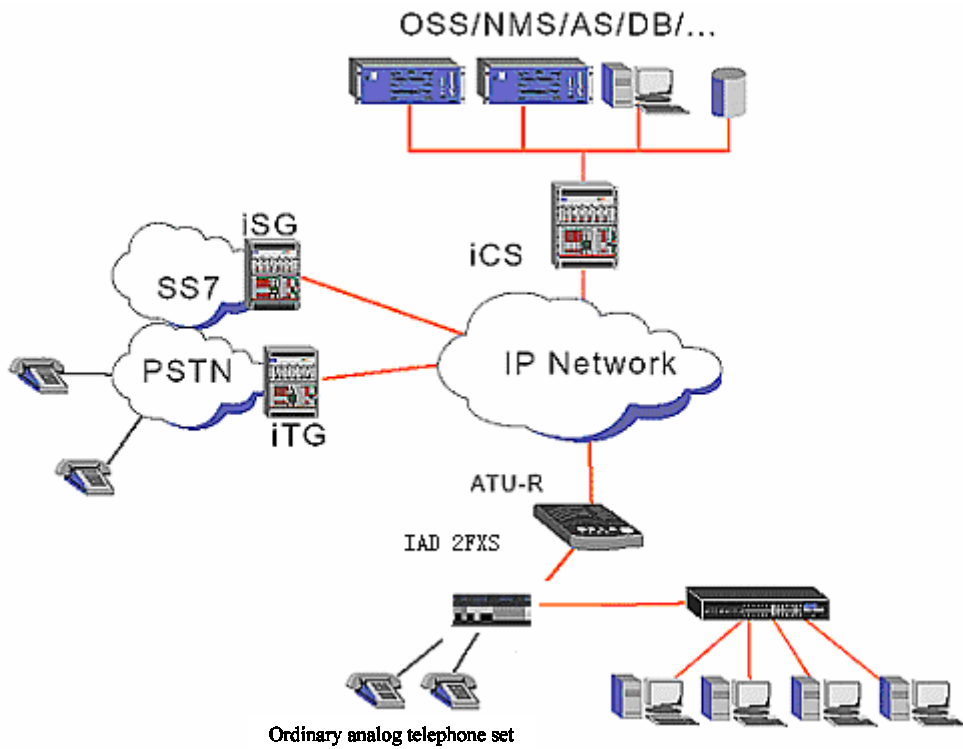 OSS/NMS/AS/DB/...
iSG
iCS
SS7
PSTN
IP Network
iTG
ATU-R
IAD 2FXS
Ordinary analog telephone set